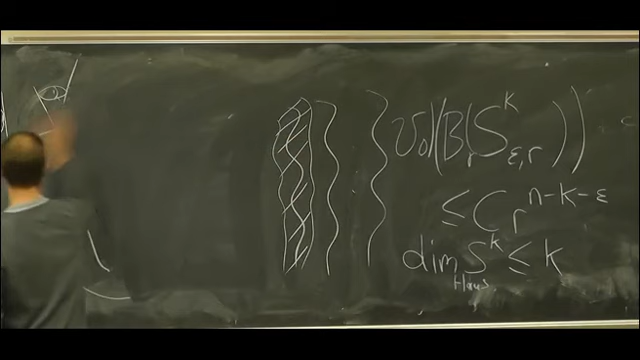 Vol(B_r(S^k_{ε,r}))
≤ C r^{n-k-ε}
dim_{Haus} S^k ≤ k